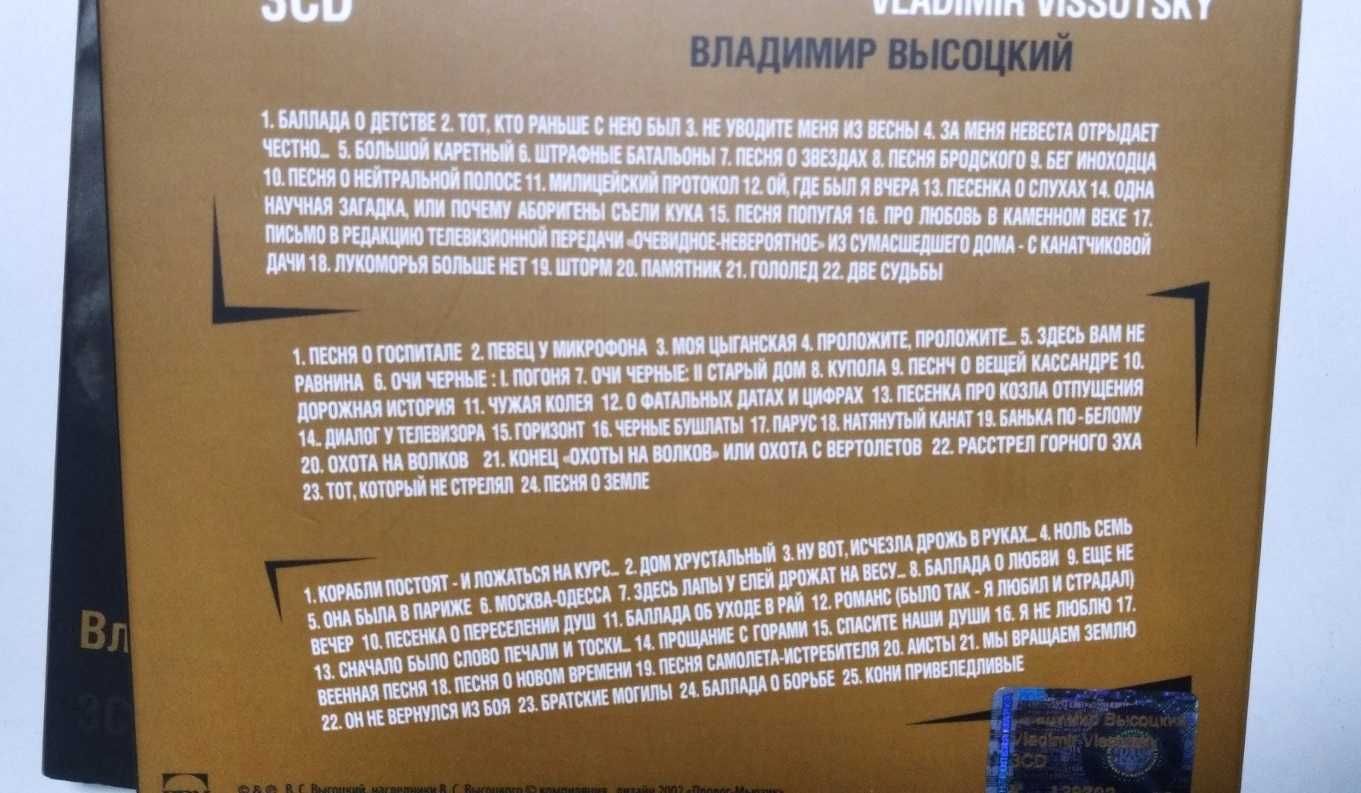 3CD
VLADIMIR VISSOTSKY
ВЛАДИМИР ВЫСОЦКИЙ
1. БАЛЛАДА О ДЕТСТВЕ 2. ТОТ, КТО РАНЬШЕ С НЕЮ БЫЛ 3. НЕ УВОДИТЕ МЕНЯ ИЗ ВЕСНЫ 4. ЗА МЕНЯ НЕВЕСТА ОТРЫДАЕТ
ЧЕСТНО... 5. БОЛЬШОЙ КАРЕТНЫЙ 6. ШТРАФНЫЕ БАТАЛЬОНЫ 7. ПЕСНЯ О ЗВЕЗДАХ 8. ПЕСНЯ БРОДСКОГО 9. БЕГ ИНОХОДЦА
10. ПЕСНЯ О НЕЙТРАЛЬНОЙ ПОЛОСЕ 11. МИЛИЦЕЙСКИЙ ПРОТОКОЛ 12. ОЙ, ГДЕ БЫЛ Я ВЧЕРА 13. ПЕСЕНКА О СЛУХАХ 14. ОДНА
НАУЧНАЯ ЗАГАДКА, ИЛИ ПОЧЕМУ АБОРИГЕНЫ СЪЕЛИ КУКА 15. ПЕСНЯ ПОПУГАЯ 16. ПРО ЛЮБОВЬ В КАМЕННОМ ВЕКЕ 17.
ПИСЬМО В РЕДАКЦИЮ ТЕЛЕВИЗИОННОЙ ПЕРЕДАЧИ «ОЧЕВИДНОЕ-НЕВЕРОЯТНОЕ» ИЗ СУМАСШЕДШЕГО ДОМА - С КАНАТЧИКОВОЙ
ДАЧИ 18. ЛУКОМОРЬЯ БОЛЬШЕ НЕТ 19. ШТОРМ 20. ПАМЯТНИК 21. ГОЛОЛЕД 22. ДВЕ СУДЬБЫ
1. ПЕСНЯ О ГОСПИТАЛЕ 2. ПЕВЕЦ У МИКРОФОНА 3. МОЯ ЦЫГАНСКАЯ 4. ПРОЛОЖИТЕ, ПРОЛОЖИТЕ... 5. ЗДЕСЬ ВАМ НЕ
РАВНИНА 6. ОЧИ ЧЕРНЫЕ : I. ПОГОНЯ 7. ОЧИ ЧЕРНЫЕ: II СТАРЫЙ ДОМ 8. КУПОЛА 9. ПЕСНЧ О ВЕЩЕЙ КАССАНДРЕ 10.
ДОРОЖНАЯ ИСТОРИЯ 11. ЧУЖАЯ КОЛЕЯ 12. О ФАТАЛЬНЫХ ДАТАХ И ЦИФРАХ 13. ПЕСЕНКА ПРО КОЗЛА ОТПУЩЕНИЯ
14. ДИАЛОГ У ТЕЛЕВИЗОРА 15. ГОРИЗОНТ 16. ЧЕРНЫЕ БУШЛАТЫ 17. ПАРУС 18. НАТЯНУТЫЙ КАНАТ 19. БАНЬКА ПО - БЕЛОМУ
20. ОХОТА НА ВОЛКОВ 21. КОНЕЦ «ОХОТЫ НА ВОЛКОВ» ИЛИ ОХОТА С ВЕРТОЛЕТОВ 22. РАССТРЕЛ ГОРНОГО ЭХА
23. ТОТ, КОТОРЫЙ НЕ СТРЕЛЯЛ 24. ПЕСНЯ О ЗЕМЛЕ
1. КОРАБЛИ ПОСТОЯТ - И ЛОЖАТЬСЯ НА КУРС... 2. ДОМ ХРУСТАЛЬНЫЙ 3. НУ ВОТ, ИСЧЕЗЛА ДРОЖЬ В РУКАХ... 4. НОЛЬ СЕМЬ
5. ОНА БЫЛА В ПАРИЖЕ 6. МОСКВА-ОДЕССА 7. ЗДЕСЬ ЛАПЫ У ЕЛЕЙ ДРОЖАТ НА ВЕСУ... 8. БАЛЛАДА О ЛЮБВИ 9. ЕЩЕ НЕ
ВЕЧЕР 10. ПЕСЕНКА О ПЕРЕСЕЛЕНИИ ДУШ 11. БАЛЛАДА ОБ УХОДЕ В РАЙ 12. РОМАНС (БЫЛО ТАК - Я ЛЮБИЛ И СТРАДАЛ)
13. СНАЧАЛО БЫЛО СЛОВО ПЕЧАЛИ И ТОСКИ... 14. ПРОЩАНИЕ С ГОРАМИ 15. СПАСИТЕ НАШИ ДУШИ 16. Я НЕ ЛЮБЛЮ 17.
ВЕЕННАЯ ПЕСНЯ 18. ПЕСНЯ О НОВОМ ВРЕМЕНИ 19. ПЕСНЯ САМОЛЕТА-ИСТРЕБИТЕЛЯ 20. АИСТЫ 21. МЫ ВРАЩАЕМ ЗЕМЛЮ
22. ОН НЕ ВЕРНУЛСЯ ИЗ БОЯ 23. БРАТСКИЕ МОГИЛЫ 24. БАЛЛАДА О БОРЬБЕ 25. КОНИ ПРИВЕЛЕДЛИВЫЕ
Вл
3C
Высоцкий
Vladimir
3CD